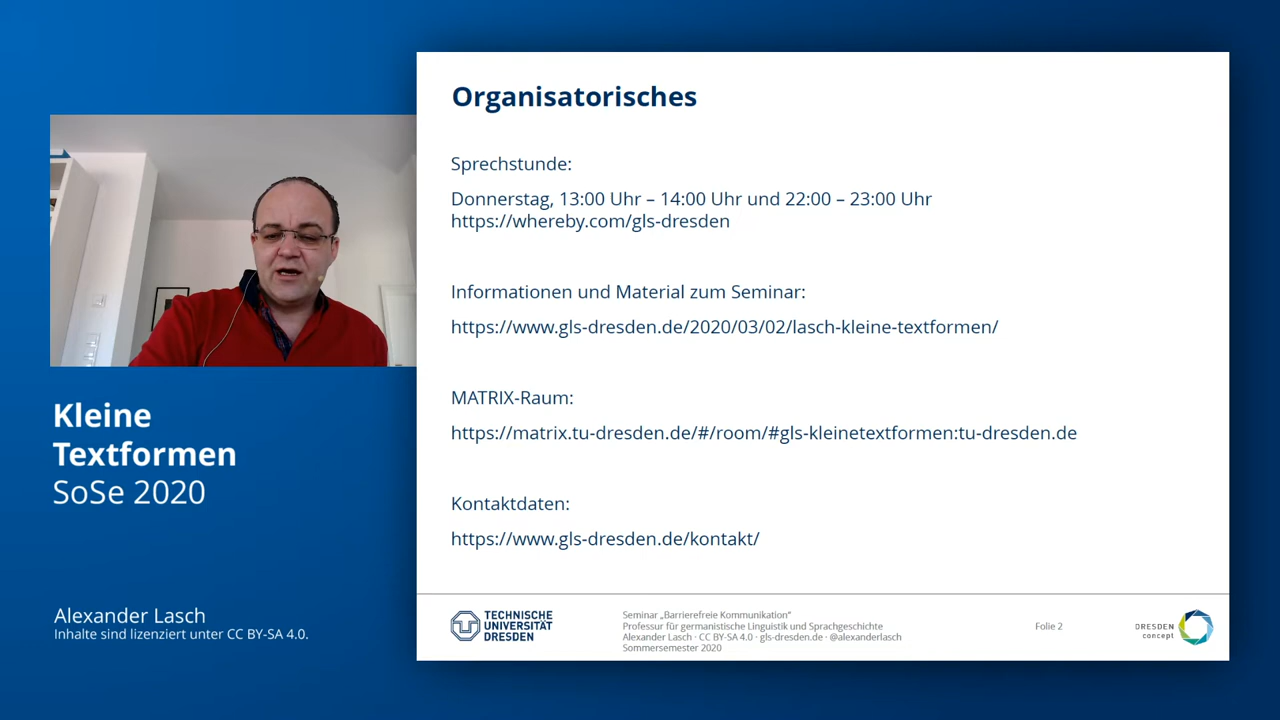 Organisatorisches
Sprechstunde:
Donnerstag, 13:00 Uhr – 14:00 Uhr und 22:00 – 23:00 Uhr
https://whereby.com/gls-dresden
Informationen und Material zum Seminar:
https://www.gls-dresden.de/2020/03/02/lasch-kleine-textformen/
MATRIX-Raum:
https://matrix.tu-dresden.de/#/room/#gls-kleinetextformen:tu-dresden.de
Kontaktdaten:
https://www.gls-dresden.de/kontakt/
Kleine
Textformen
SoSe 2020
Alexander Lasch
Inhalte sind lizenziert unter CC BY-SA 4.0.
TECHNISCHE
UNIVERSITÄT
DRESDEN
Seminar „Barrierefreie Kommunikation“
Professur für germanistische Linguistik und Sprachgeschichte
Alexander Lasch · CC BY-SA 4.0 · gls-dresden.de · @alexanderlasch
Sommersemester 2020
Folie 2
DRESDEN
concept